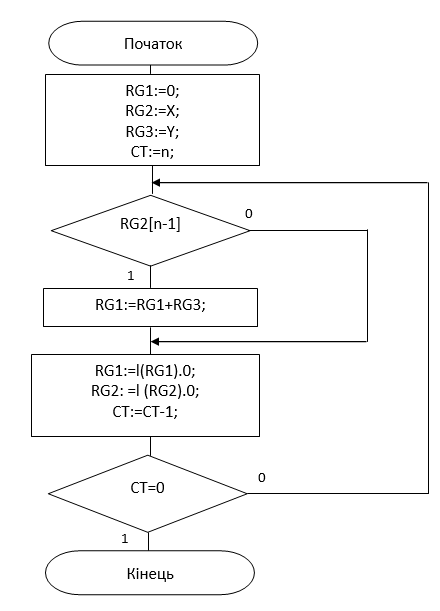 Початок
RG1:=0;
RG2:=X;
RG3:=Y;
CT:=n;
RG2[n-1]
0
1
RG1:=RG1+RG3;
RG1:=l(RG1).0;
RG2: =l (RG2).0;
CT:=CT-1;
CT=0
0
1
Кінець